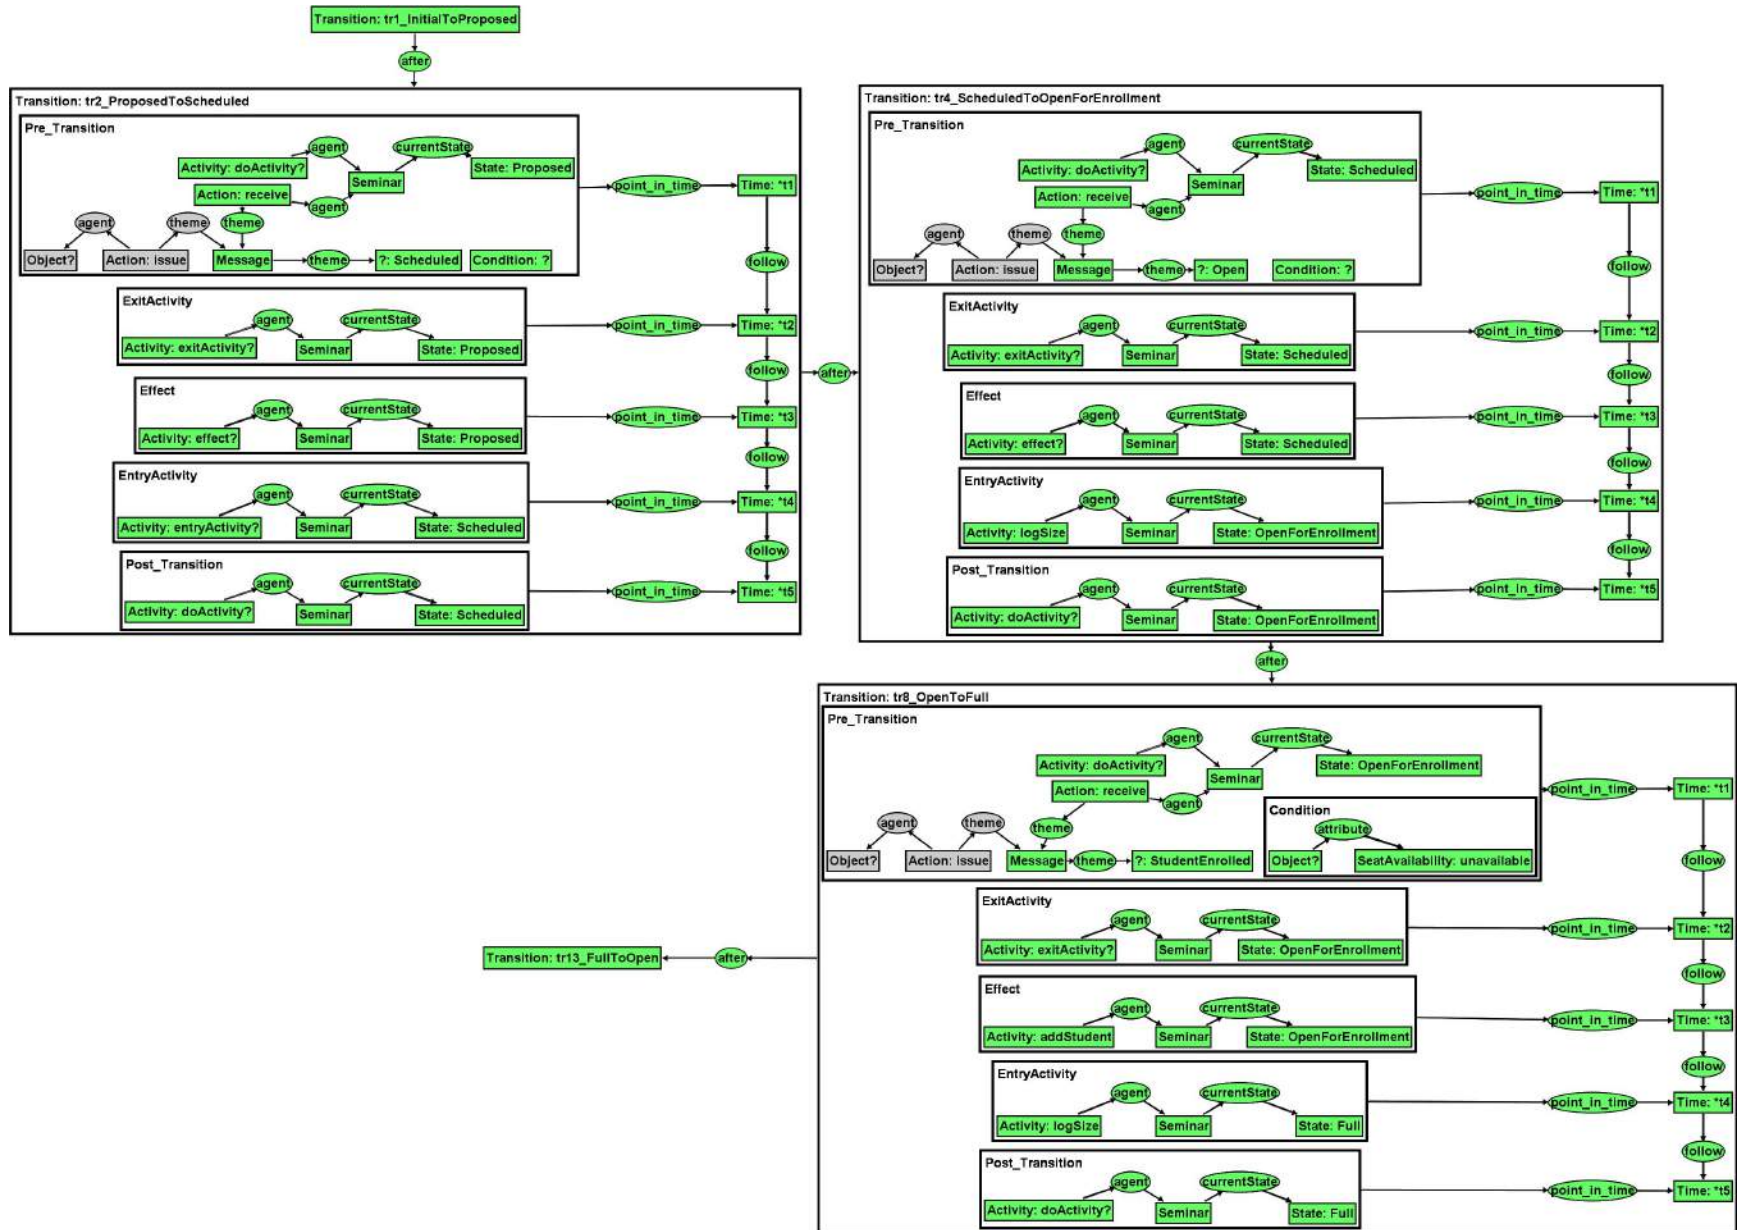 Transition: tr1_InitialToProposed
after
Transition: tr2_ProposedToScheduled
Pre_Transition
agent
currentState
Activity: doActivity?
State: Proposed
Seminar
point_in_time
Time: *t1
Action: receive
agent
agent
theme
theme
Object?
Action: issue
Message
theme
?: Scheduled
Condition: ?
follow
ExitActivity
agent
currentState
Activity: exitActivity?
Seminar
State: Proposed
point_in_time
Time: *t2
follow
Effect
agent
currentState
Activity: effect?
Seminar
State: Proposed
point_in_time
Time: *t3
follow
EntryActivity
agent
currentState
Activity: entryActivity?
Seminar
State: Scheduled
point_in_time
Time: *t4
follow
Post_Transition
agent
currentState
Activity: doActivity?
Seminar
State: Scheduled
point_in_time
Time: *t5
after
Transition: tr4_ScheduledToOpenForEnrollment
Pre_Transition
agent
currentState
Activity: doActivity?
State: Scheduled
Seminar
point_in_time
Time: *t1
Action: receive
agent
agent
theme
theme
Object?
Action: issue
Message
theme
?: Open
Condition: ?
follow
ExitActivity
agent
currentState
Activity: exitActivity?
Seminar
State: Scheduled
point_in_time
Time: *t2
follow
Effect
agent
currentState
Activity: effect?
Seminar
State: Scheduled
point_in_time
Time: *t3
follow
EntryActivity
agent
currentState
Activity: logSize
Seminar
State: OpenForEnrollment
point_in_time
Time: *t4
follow
Post_Transition
agent
currentState
Activity: doActivity?
Seminar
State: OpenForEnrollment
point_in_time
Time: *t5
after
Transition: tr8_OpenToFull
Pre_Transition
agent
currentState
Activity: doActivity?
State: OpenForEnrollment
Seminar
point_in_time
Time: *t1
Action: receive
agent
Condition
agent
theme
theme
attribute
Object?
Action: issue
Message
theme
?: StudentEnrolled
Object?
SeatAvailability: unavailable
follow
ExitActivity
agent
currentState
Activity: exitActivity?
Seminar
State: OpenForEnrollment
point_in_time
Time: *t2
follow
Effect
agent
currentState
Activity: addStudent
Seminar
State: OpenForEnrollment
point_in_time
Time: *t3
follow
EntryActivity
agent
currentState
Activity: logSize
Seminar
State: Full
point_in_time
Time: *t4
follow
Post_Transition
agent
currentState
Activity: doActivity?
Seminar
State: Full
point_in_time
Time: *t5
after
Transition: tr13_FullToOpen